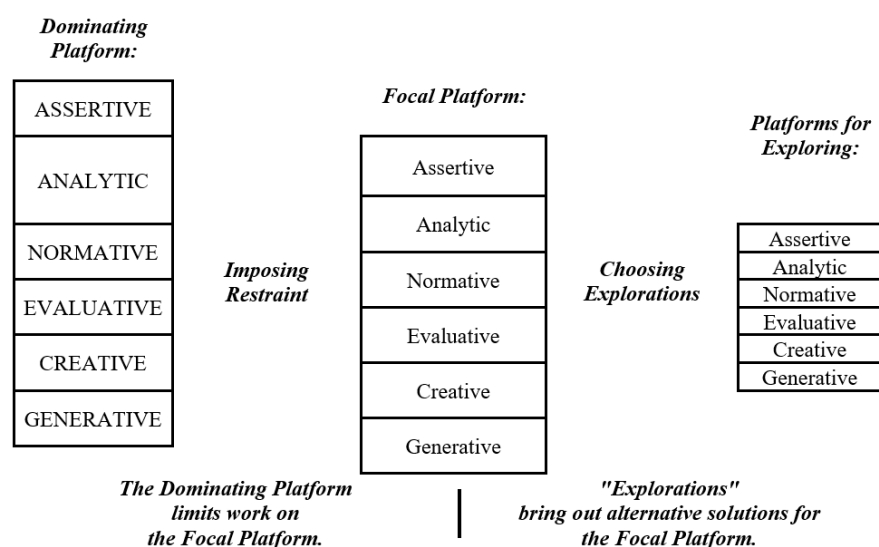 Dominating
Platform:
ASSERTIVE
ANALYTIC
NORMATIVE
EVALUATIVE
CREATIVE
GENERATIVE
Imposing
Restraint
Focal Platform:
Assertive
Analytic
Normative
Evaluative
Creative
Generative
Choosing
Explorations
Platforms for
Exploring:
Assertive
Analytic
Normative
Evaluative
Creative
Generative
The Dominating Platform
limits work on
the Focal Platform.
"Explorations"
bring out alternative solutions for
the Focal Platform.